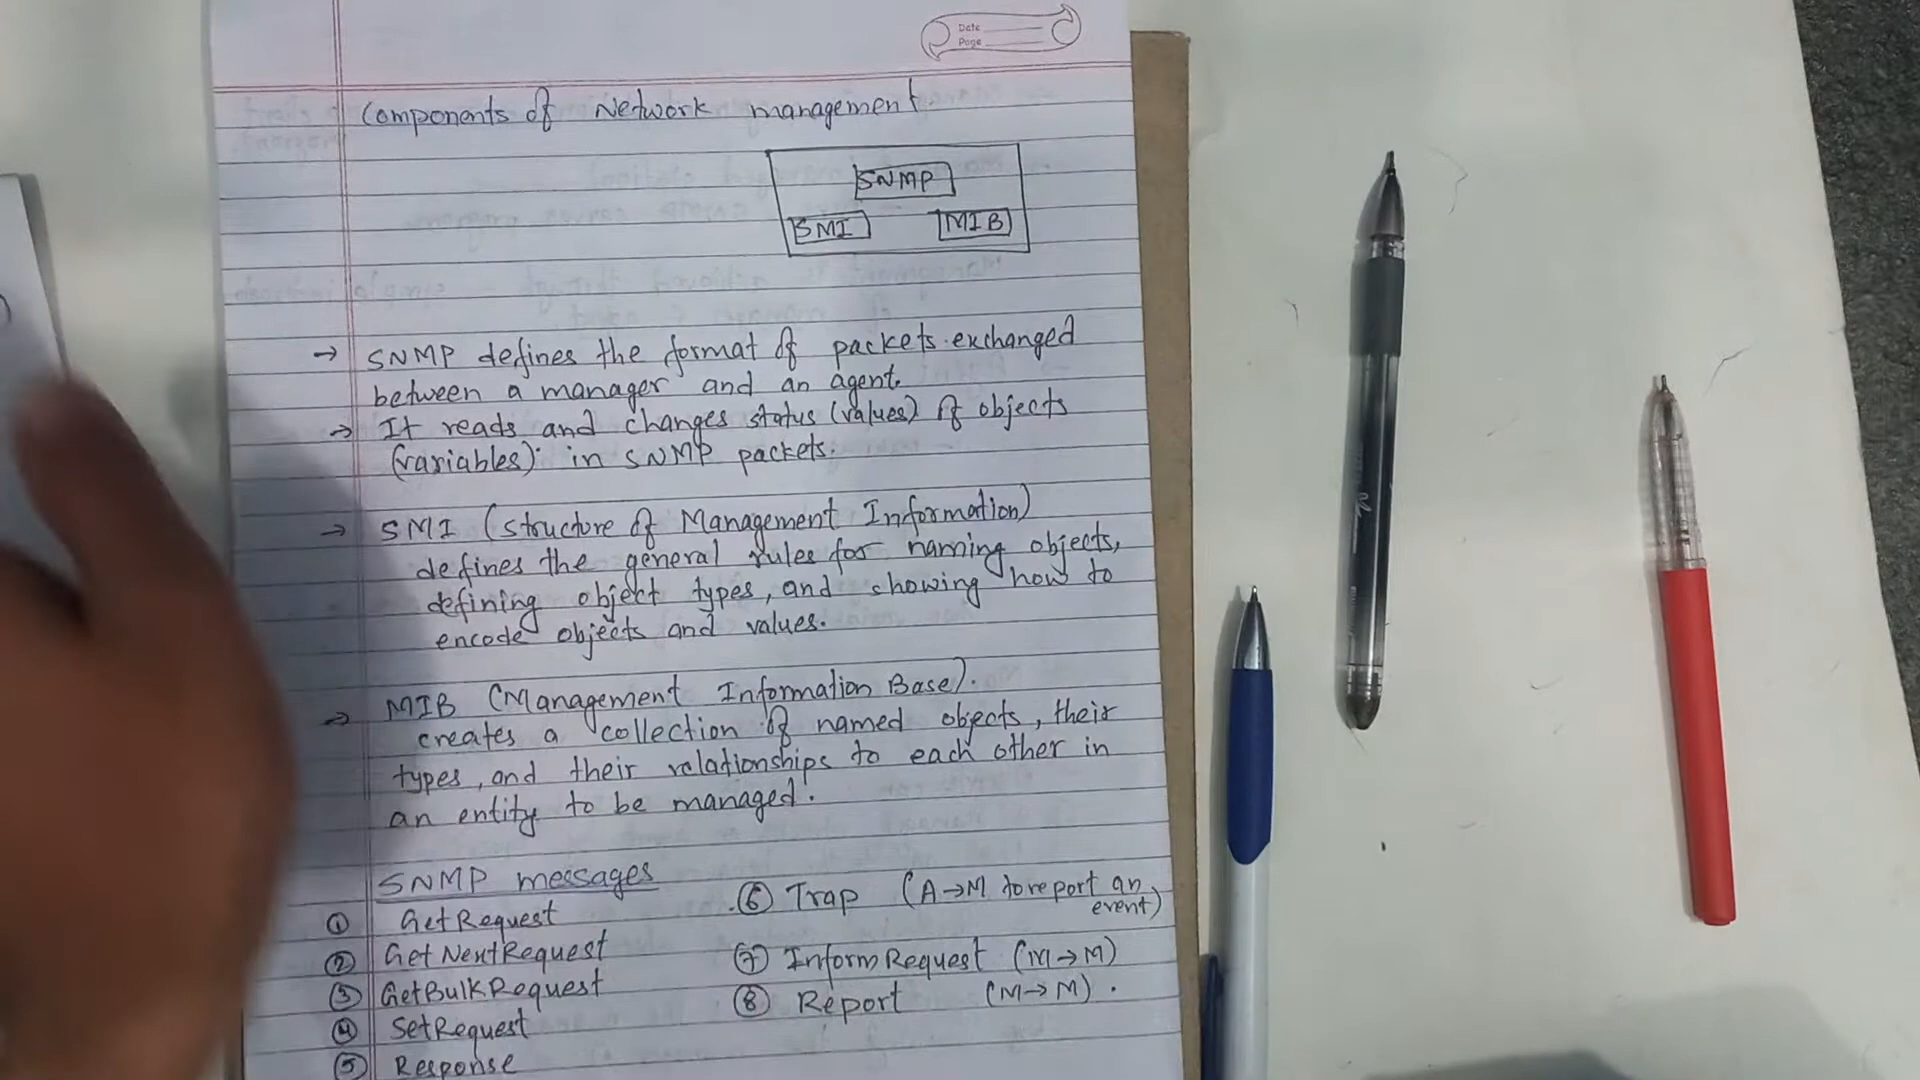 Date
Page
Components of Network management
SNMP
SMI MIB
→ SNMP defines the format of packets exchanged
between a manager and an agent.
→ It reads and changes status (values) of objects
(variables) in SNMP packets.
→ SMI (Structure of Management Information)
defines the general rules for naming objects,
defining object types, and showing how to
encode objects and values.
→ MIB (Management Information Base).
creates a collection of named objects, their
types, and their relationships to each other in
an entity to be managed.
SNMP messages
① GetRequest
② GetNextRequest
③ GetBulkRequest
④ SetRequest
⑤ Response
⑥ Trap (A→M to report an
event)
⑦ InformRequest (M→M)
⑧ Report (M→M).